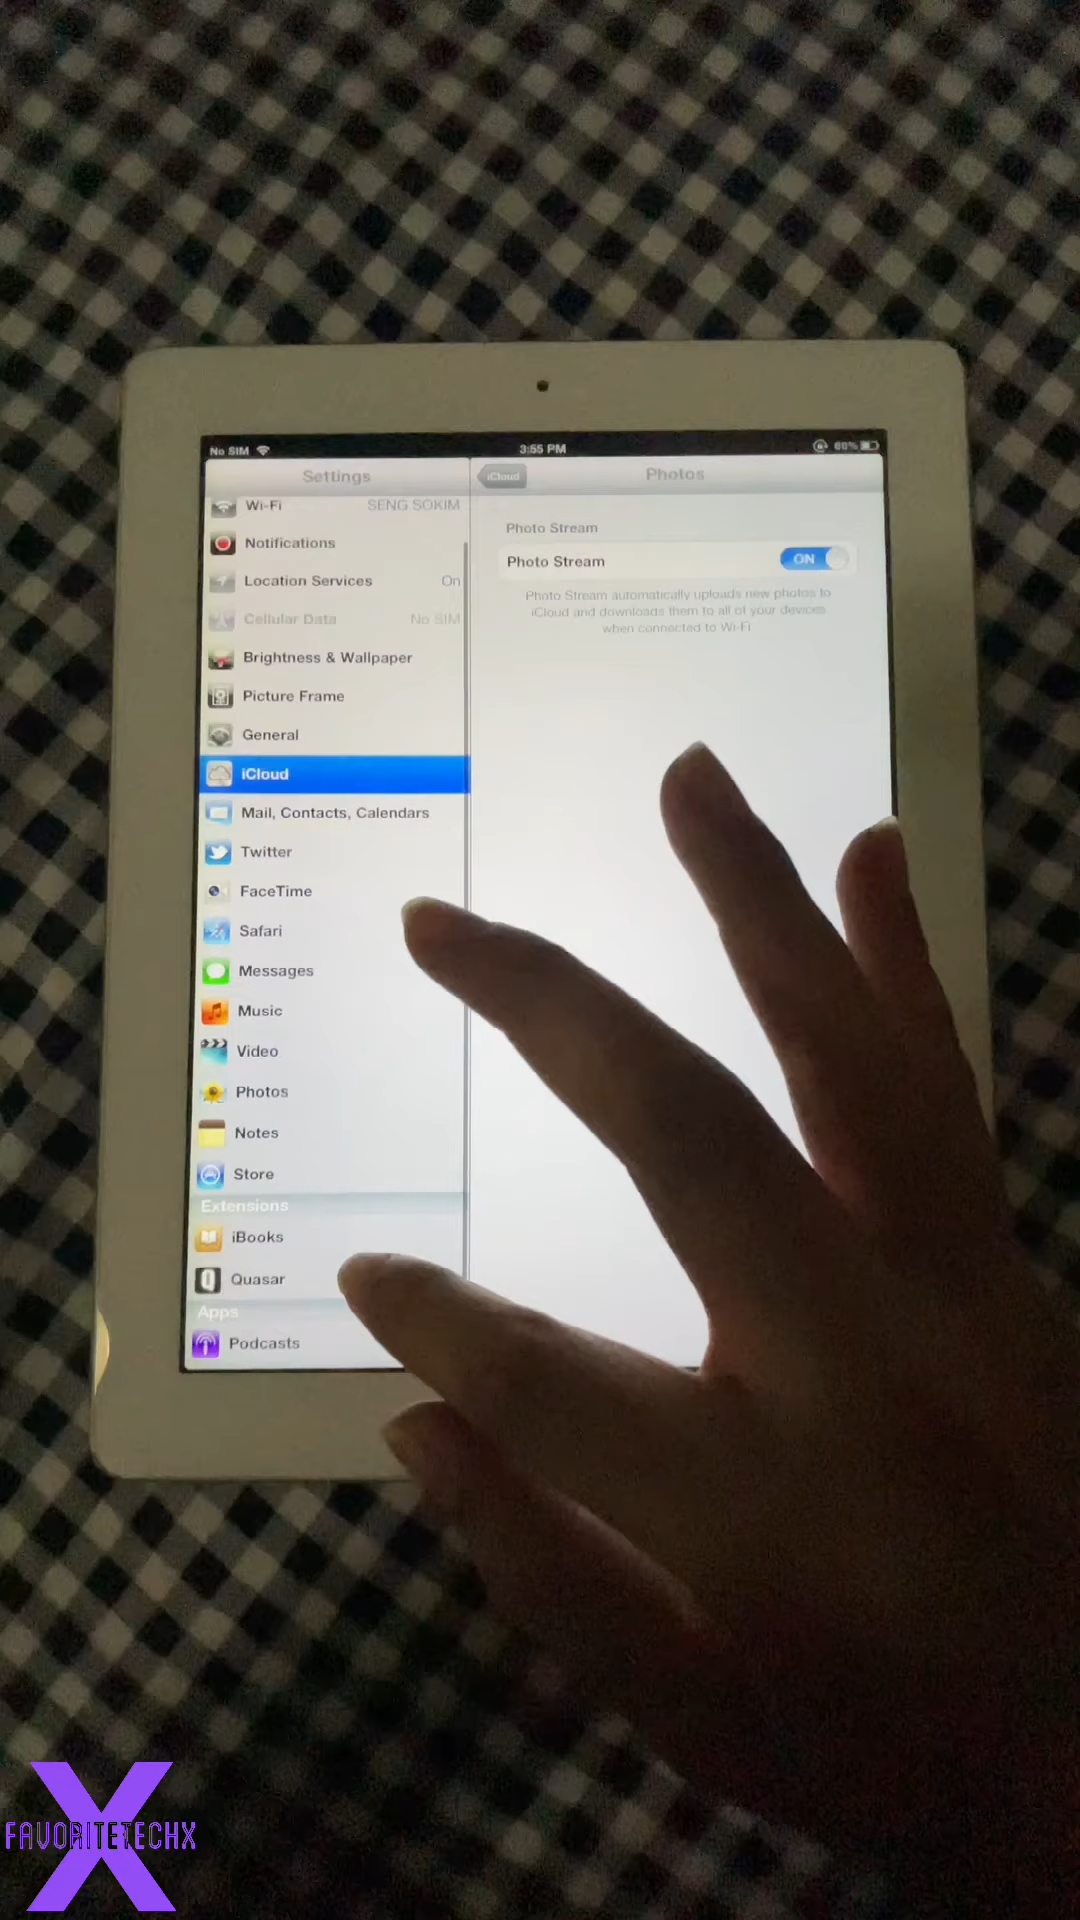 No SIM 3:55 PM 60%
Settings
Wi-Fi SENG SOKIM
Notifications
Location Services On
Cellular Data No SIM
Brightness & Wallpaper
Picture Frame
General
iCloud
Mail, Contacts, Calendars
Twitter
FaceTime
Safari
Messages
Music
Video
Photos
Notes
Store
Extensions
iBooks
Quasar
Apps
Podcasts
iCloud Photos
Photo Stream
Photo Stream ON
Photo Stream automatically uploads new photos to
iCloud and downloads them to all of your devices
when connected to Wi-Fi
X
FAVORITETECHX